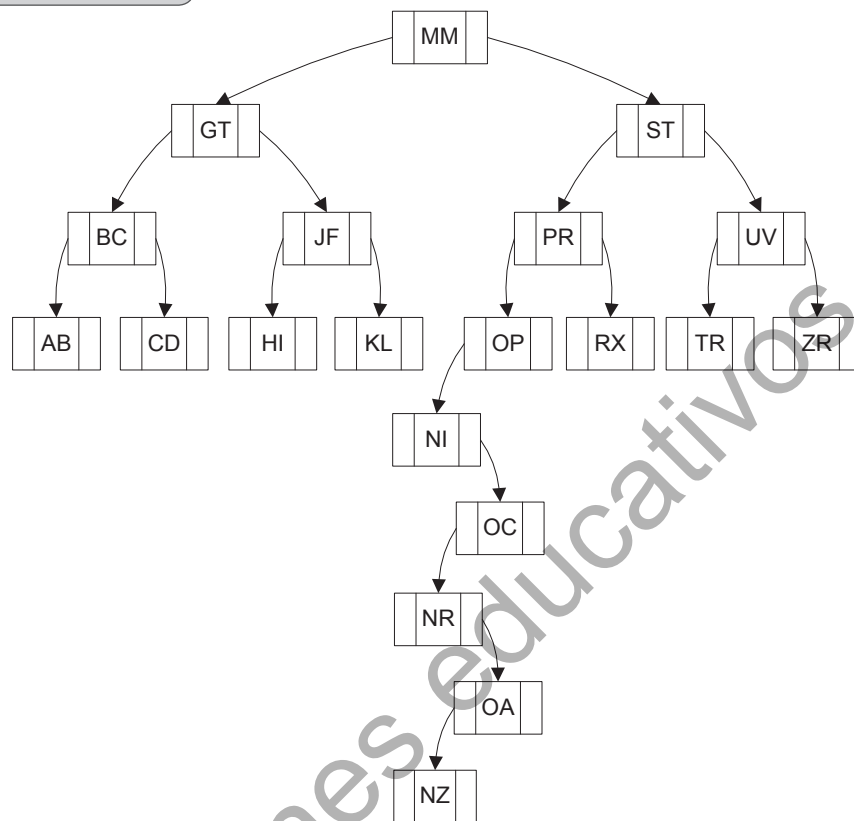 MM
GT ST
BC JF PR UV
AB CD HI KL OP RX TR ZR
NI
OC
NR
OA
NZ
educativos